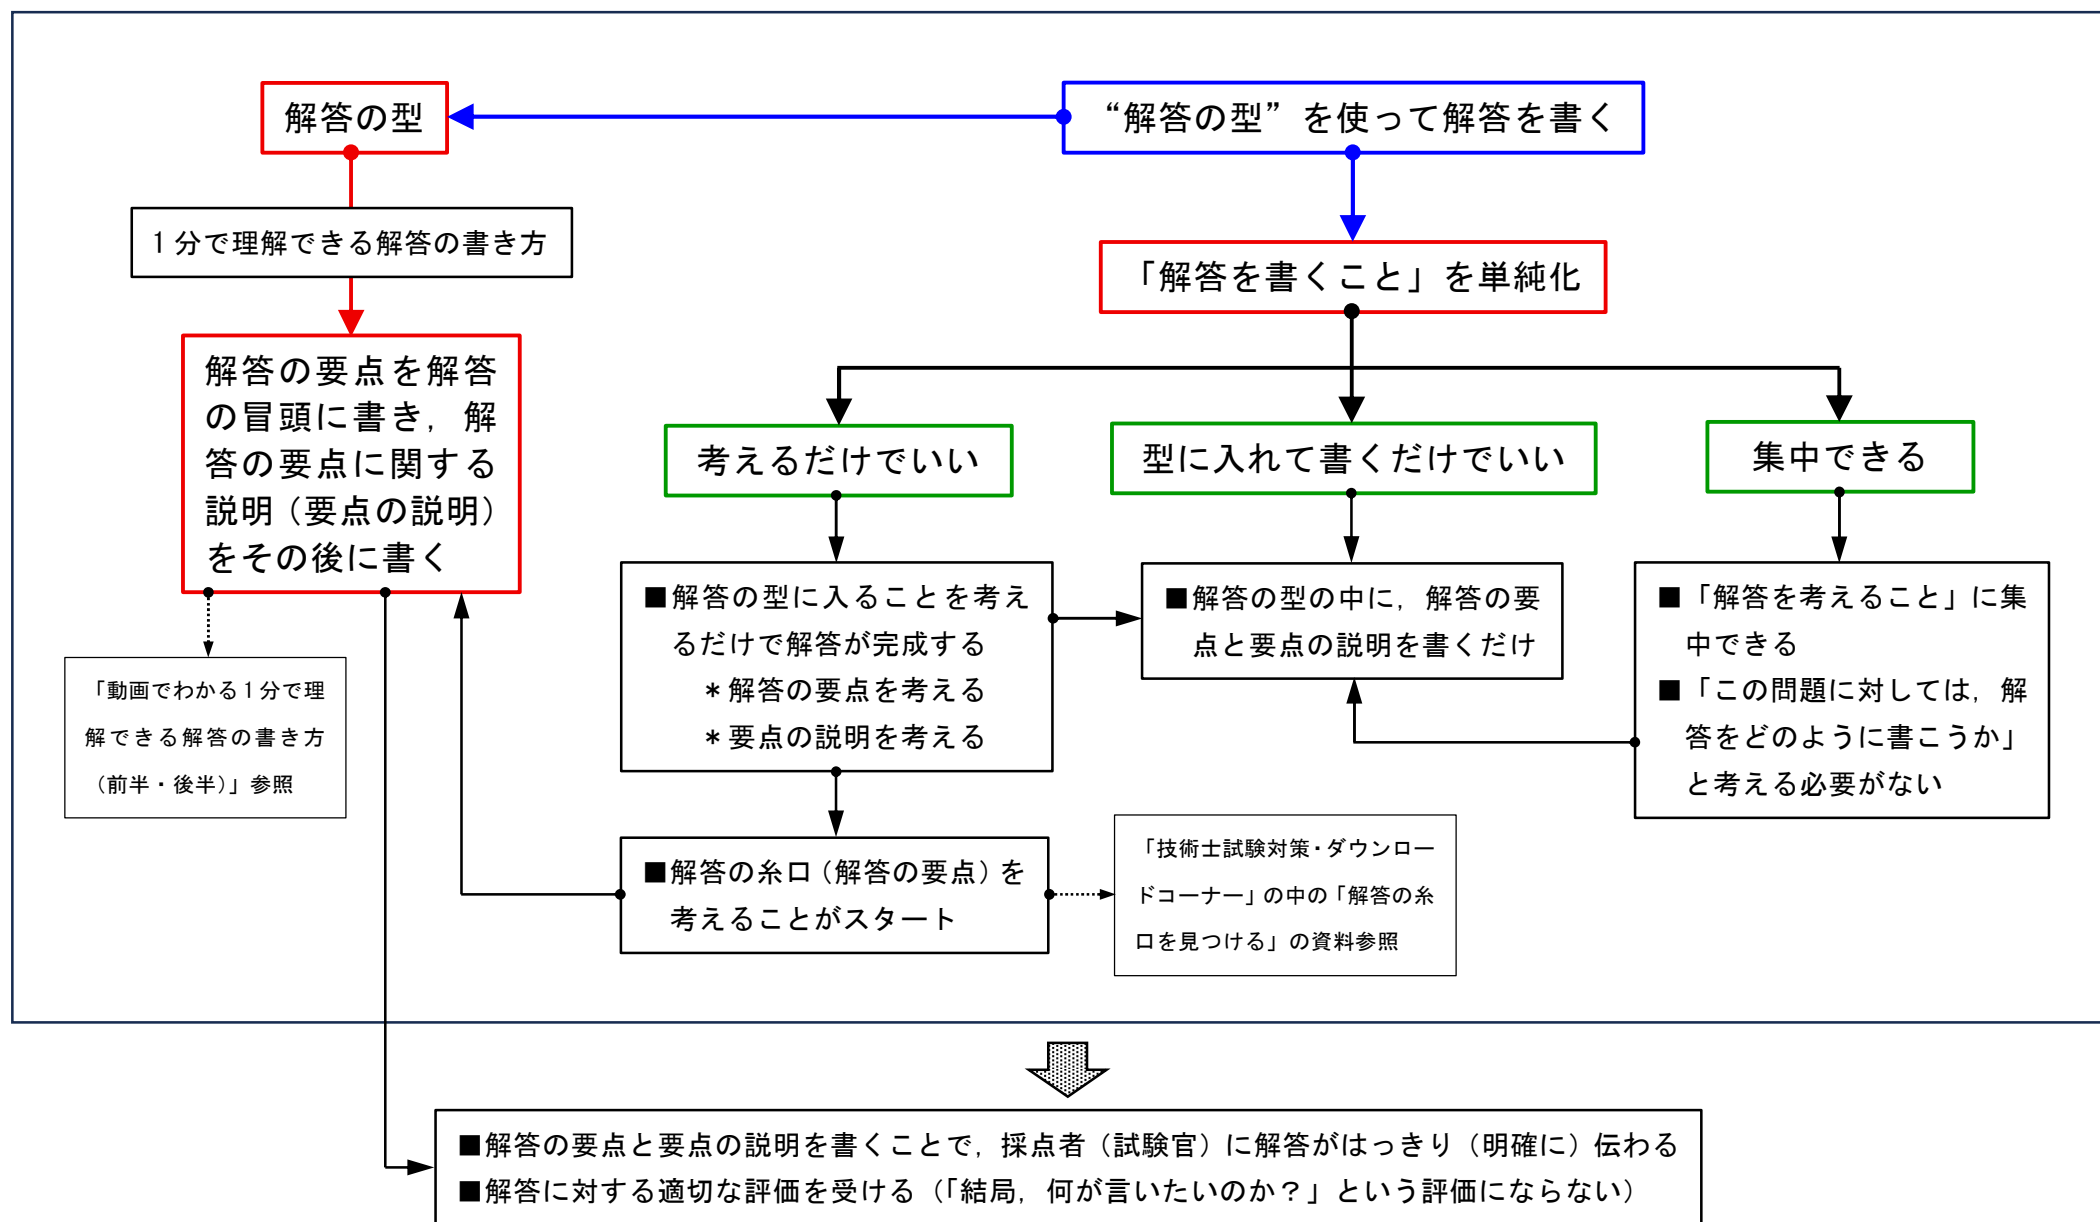 解答の型
“解答の型”を使って解答を書く
1分で理解できる解答の書き方
「解答を書くこと」を単純化
解答の要点を解答
の冒頭に書き，解
答の要点に関する
説明（要点の説明）
をその後に書く
考えるだけでいい
型に入れて書くだけでいい
集中できる
■解答の型に入ることを考え
るだけで解答が完成する
＊解答の要点を考える
＊要点の説明を考える
■解答の型の中に，解答の要
点と要点の説明を書くだけ
■「解答を考えること」に集
中できる
■「この問題に対しては，解
答をどのように書こうか」
と考える必要がない
「動画でわかる1分で理
解できる解答の書き方
（前半・後半）」参照
■解答の糸口（解答の要点）を
考えることがスタート
「技術士試験対策・ダウンロー
ドコーナー」の中の「解答の糸
口を見つける」の資料参照
■解答の要点と要点の説明を書くことで，採点者（試験官）に解答がはっきり（明確に）伝わる
■解答に対する適切な評価を受ける（「結局，何が言いたいのか？」という評価にならない）